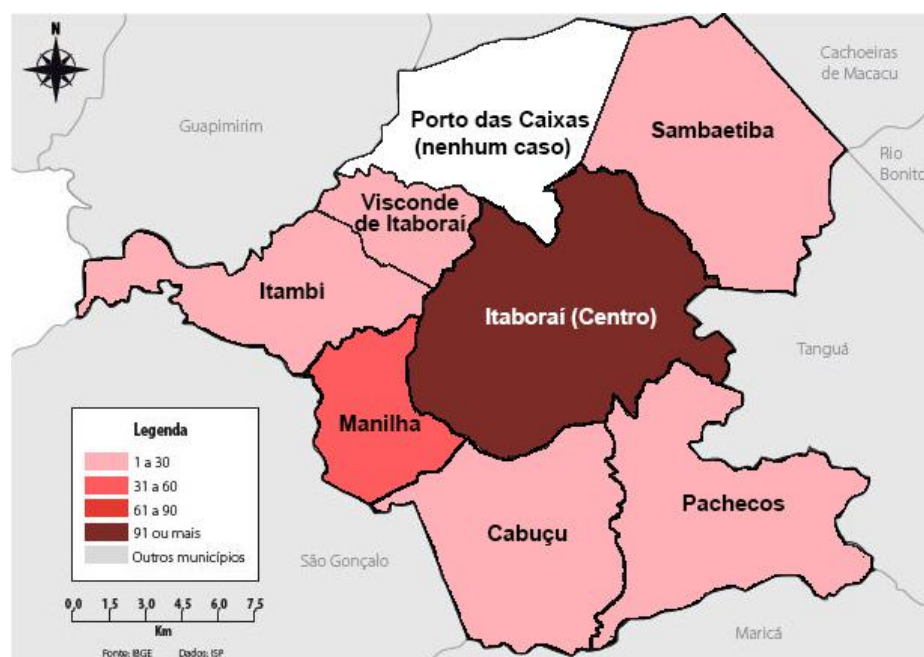 N
Cachoeiras
de Macacu
Guapimirim
Porto das Caixas
(nenhum caso)
Sambaetiba
Rio
Bonito
Visconde
de Itaboraí
Itambi
Itaboraí (Centro)
Tanguá
Manilha
Legenda
1 a 30
31 a 60
61 a 90
91 ou mais
Outros municípios
Pachecos
Cabuçu
São Gonçalo
0,0 1,5 3,0 4,5 6,0 7,5
Km
Maricá
Fonte: IBGE Dados: ISP